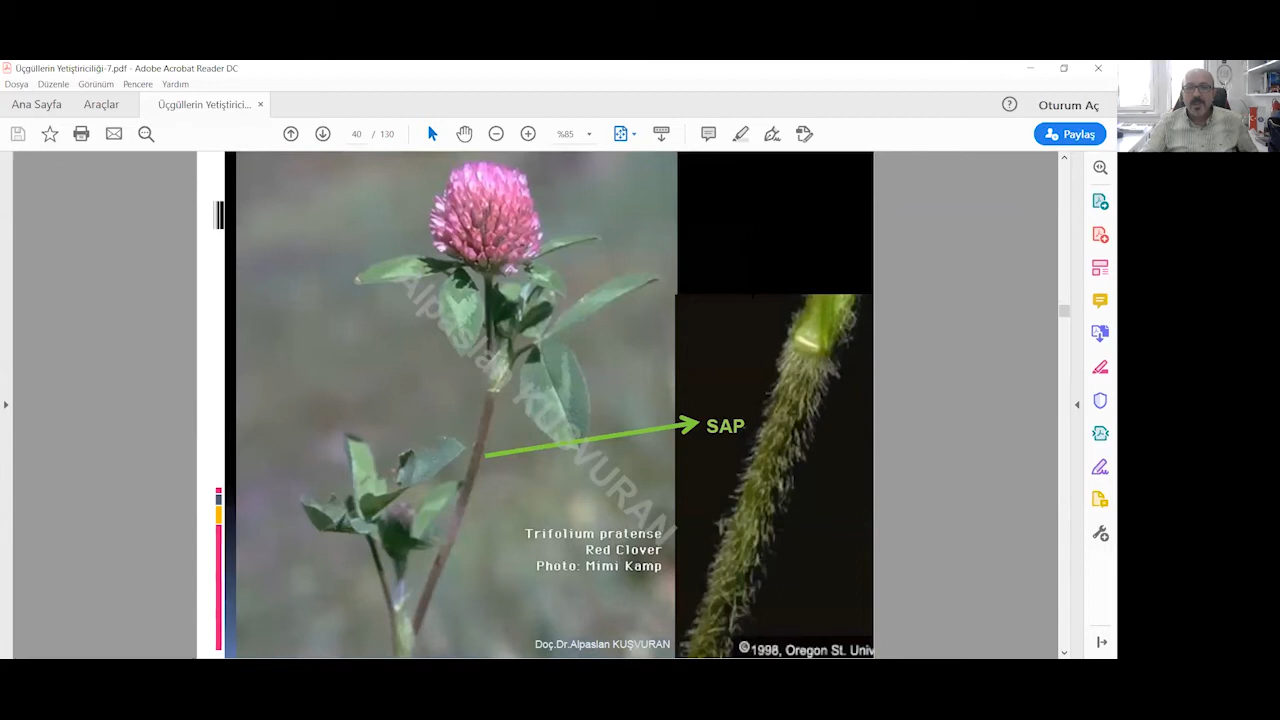 Üçgüllerin Yetiştiriciliği-7.pdf - Adobe Acrobat Reader DC
Dosya Düzenle Görünüm Pencere Yardım
Ana Sayfa Araçlar Üçgüllerin Yetiştirici... × Oturum Aç
40 / 130 %85 Paylaş
SAP
Alpaslan KUŞVURAN
Trifolium pratense
Red Clover
Photo: Mimi Kamp
Doç.Dr.Alpaslan KUŞVURAN
©1998, Oregon St. Univ